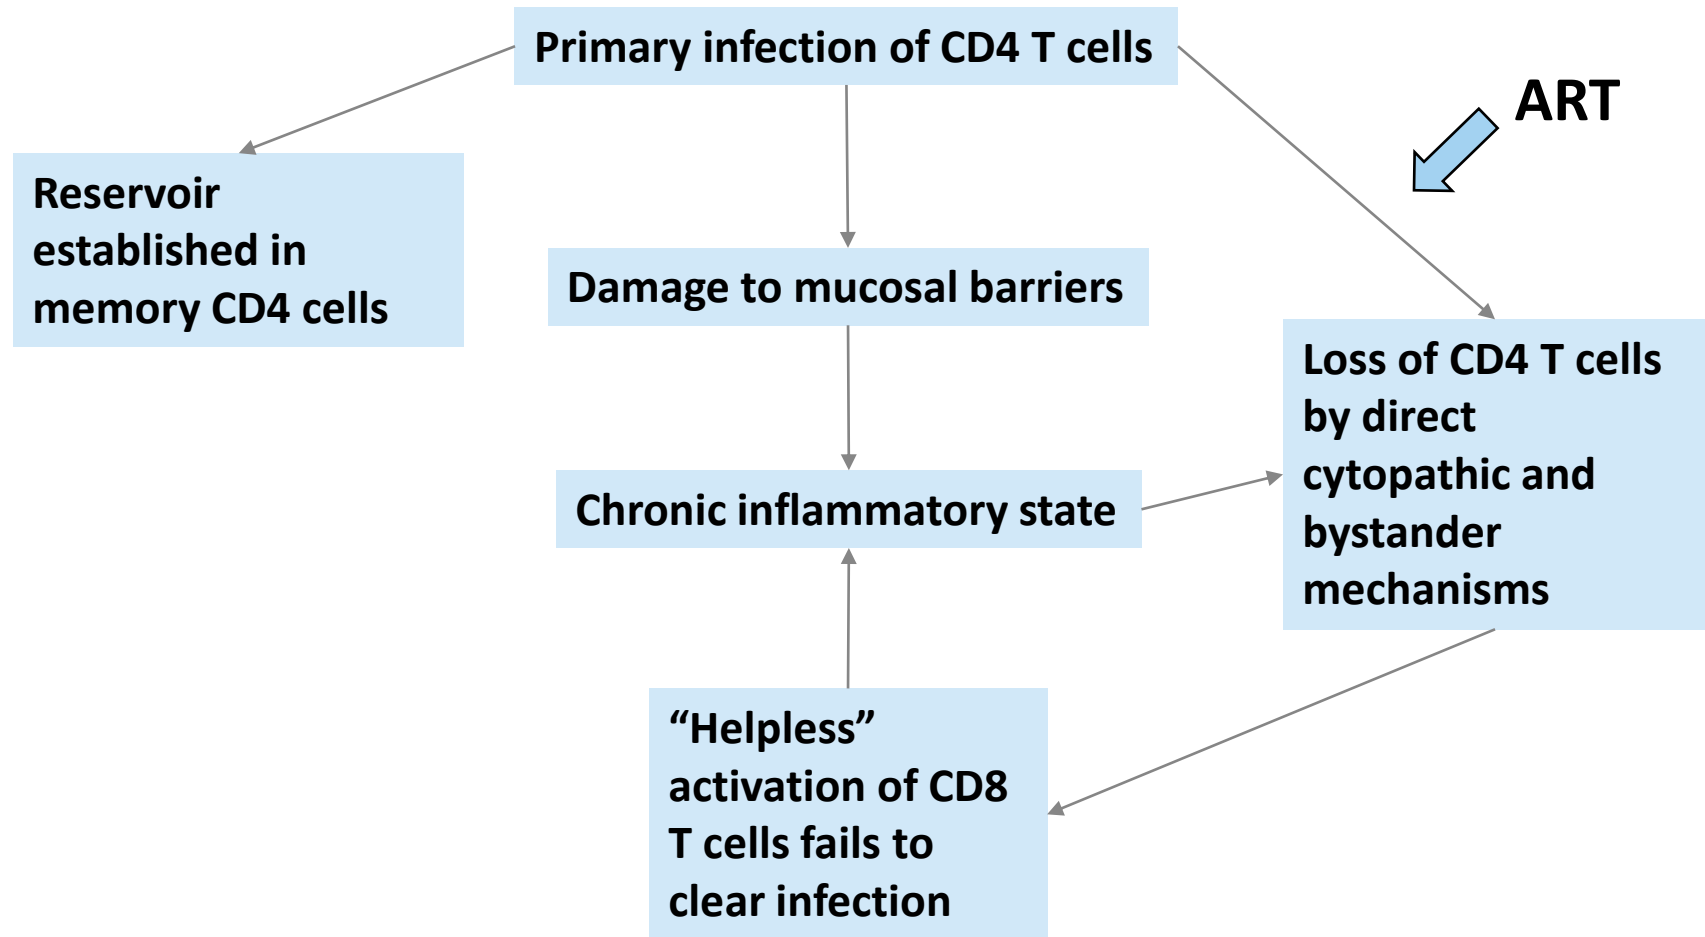 Primary infection of CD4 T cells
ART
Reservoir
established in
memory CD4 cells
Damage to mucosal barriers
Loss of CD4 T cells
by direct
cytopathic and
bystander
mechanisms
Chronic inflammatory state
“Helpless”
activation of CD8
T cells fails to
clear infection